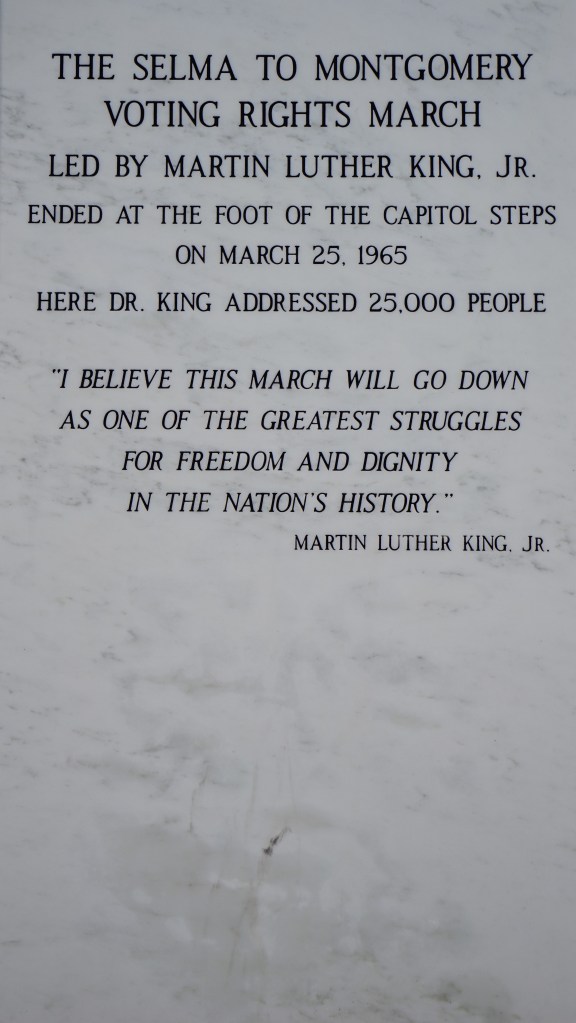 THE SELMA TO MONTGOMERY
VOTING RIGHTS MARCH
LED BY MARTIN LUTHER KING, JR.
ENDED AT THE FOOT OF THE CAPITOL STEPS
ON MARCH 25, 1965
HERE DR. KING ADDRESSED 25,000 PEOPLE
"I BELIEVE THIS MARCH WILL GO DOWN
AS ONE OF THE GREATEST STRUGGLES
FOR FREEDOM AND DIGNITY
IN THE NATION'S HISTORY."
MARTIN LUTHER KING, JR.